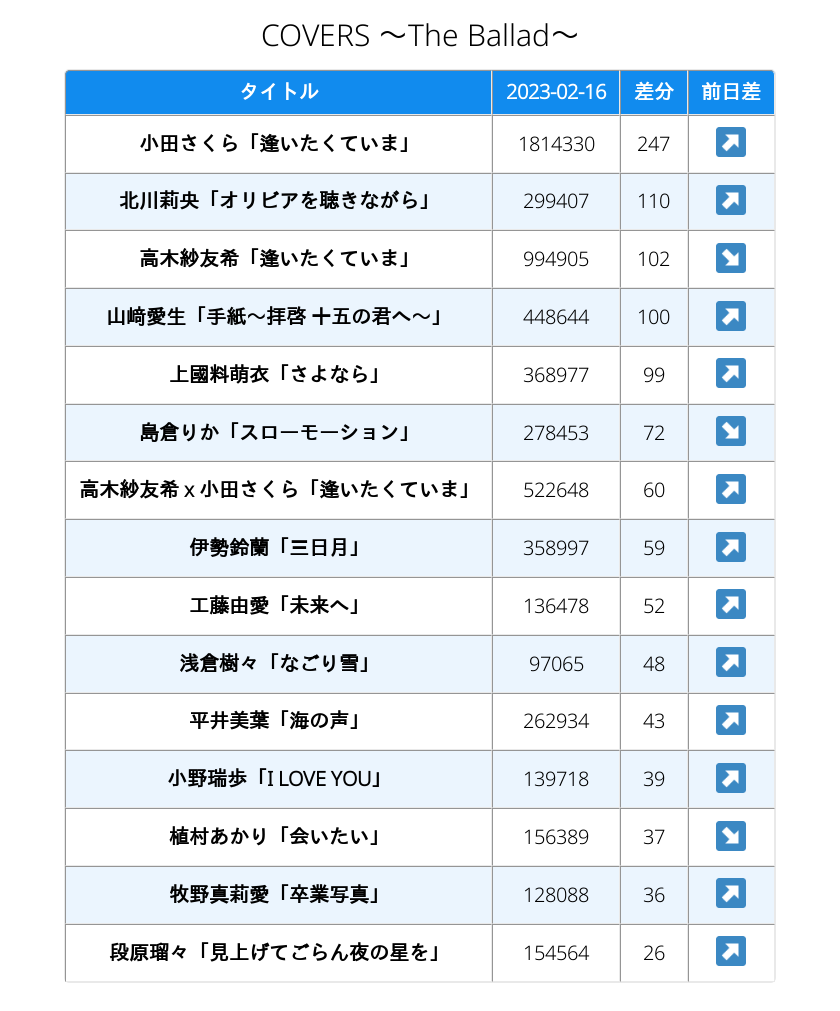 COVERS ～The Ballad～
タイトル 2023-02-16 差分 前日差
小田さくら「逢いたくていま」 1814330 247 ↗
北川莉央「オリビアを聴きながら」 299407 110 ↗
高木紗友希「逢いたくていま」 994905 102 ↘
山﨑愛生「手紙～拝啓 十五の君へ～」 448644 100 ↗
上國料萌衣「さよなら」 368977 99 ↗
島倉りか「スローモーション」 278453 72 ↘
高木紗友希 x 小田さくら「逢いたくていま」 522648 60 ↗
伊勢鈴蘭「三日月」 358997 59 ↗
工藤由愛「未来へ」 136478 52 ↗
浅倉樹々「なごり雪」 97065 48 ↗
平井美葉「海の声」 262934 43 ↗
小野瑞歩「I LOVE YOU」 139718 39 ↗
植村あかり「会いたい」 156389 37 ↘
牧野真莉愛「卒業写真」 128088 36 ↗
段原瑠々「見上げてごらん夜の星を」 154564 26 ↗